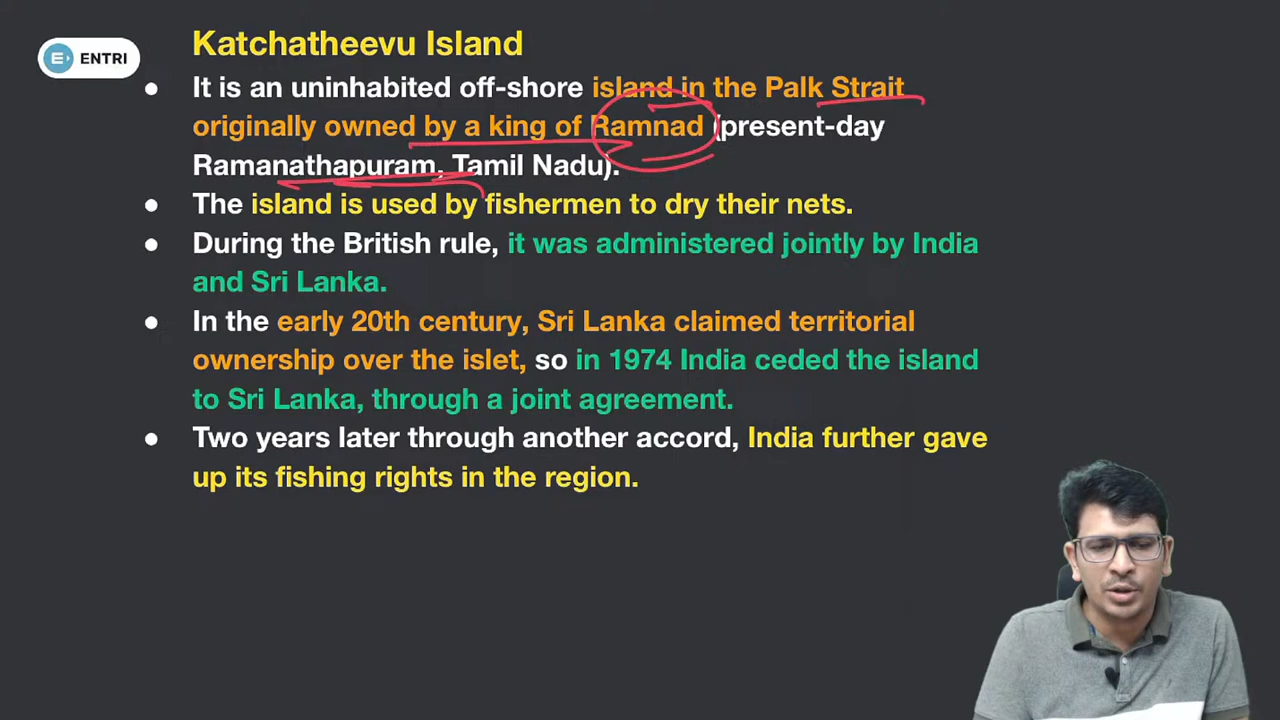 Katchatheevu Island
ENTRI
● It is an uninhabited off-shore island in the Palk Strait
originally owned by a king of Ramnad (present-day
Ramanathapuram, Tamil Nadu).
● The island is used by fishermen to dry their nets.
● During the British rule, it was administered jointly by India
and Sri Lanka.
● In the early 20th century, Sri Lanka claimed territorial
ownership over the islet, so in 1974 India ceded the island
to Sri Lanka, through a joint agreement.
● Two years later through another accord, India further gave
up its fishing rights in the region.